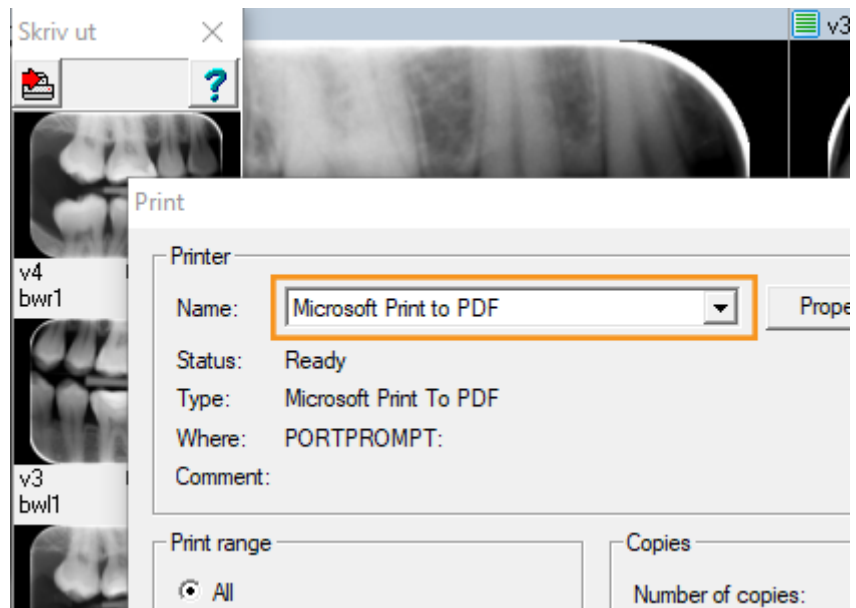 Skriv ut
v3
?
v4
bwr1
v3
bwl1
Print
Printer
Name: Microsoft Print to PDF
Prope
Status: Ready
Type: Microsoft Print To PDF
Where: PORTPROMPT:
Comment:
Print range
All
Copies
Number of copies: